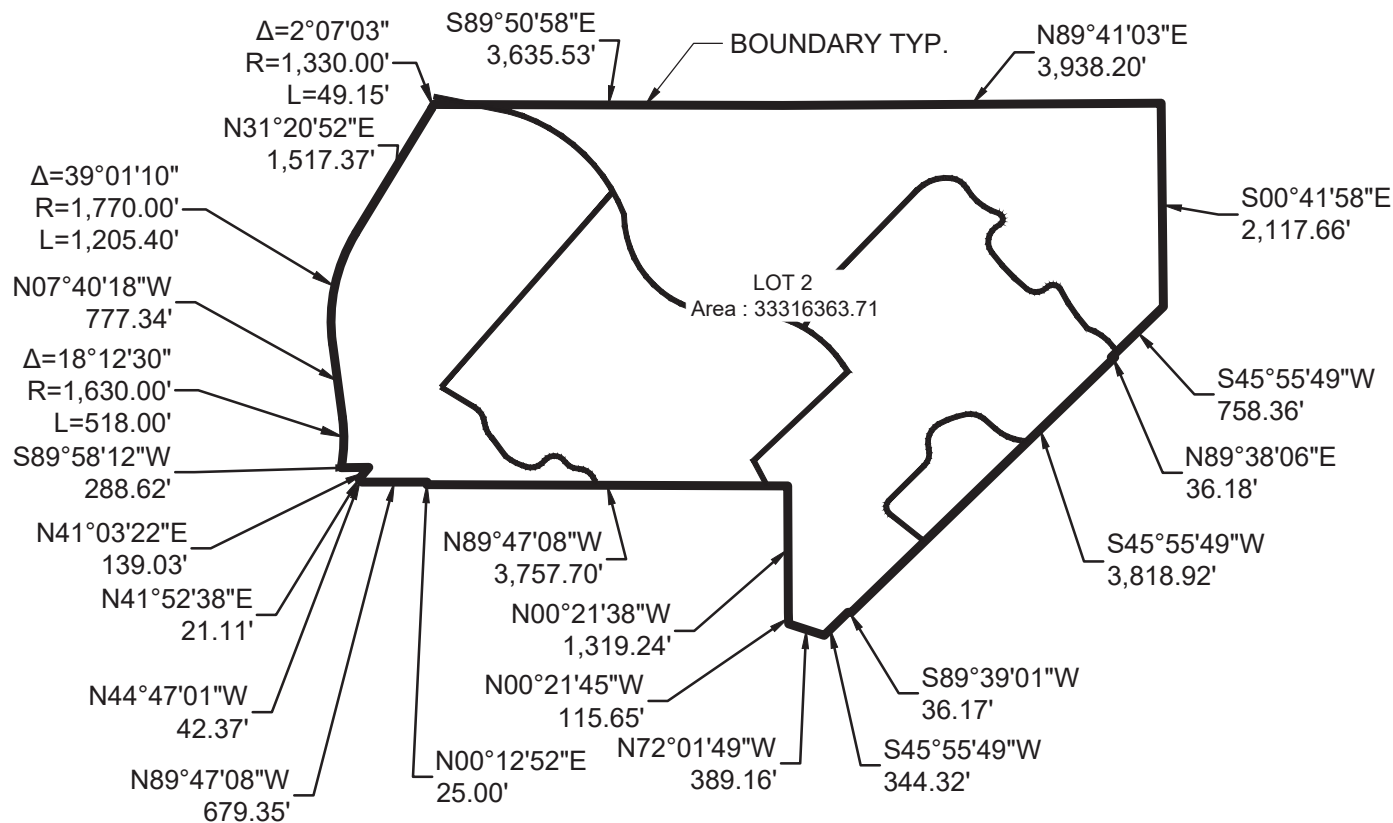 Δ=2°07'03"
R=1,330.00'
L=49.15'
S89°50'58"E
3,635.53'
BOUNDARY TYP.
N89°41'03"E
3,938.20'
N31°20'52"E
1,517.37'
Δ=39°01'10"
R=1,770.00'
L=1,205.40'
S00°41'58"E
2,117.66'
N07°40'18"W
777.34'
LOT 2
Area : 33316363.71
Δ=18°12'30"
R=1,630.00'
L=518.00'
S45°55'49"W
758.36'
S89°58'12"W
288.62'
N89°38'06"E
36.18'
N41°03'22"E
139.03'
N89°47'08"W
3,757.70'
S45°55'49"W
3,818.92'
N41°52'38"E
21.11'
N00°21'38"W
1,319.24'
N44°47'01"W
42.37'
N00°21'45"W
115.65'
S89°39'01"W
36.17'
N89°47'08"W
679.35'
N00°12'52"E
25.00'
N72°01'49"W
389.16'
S45°55'49"W
344.32'